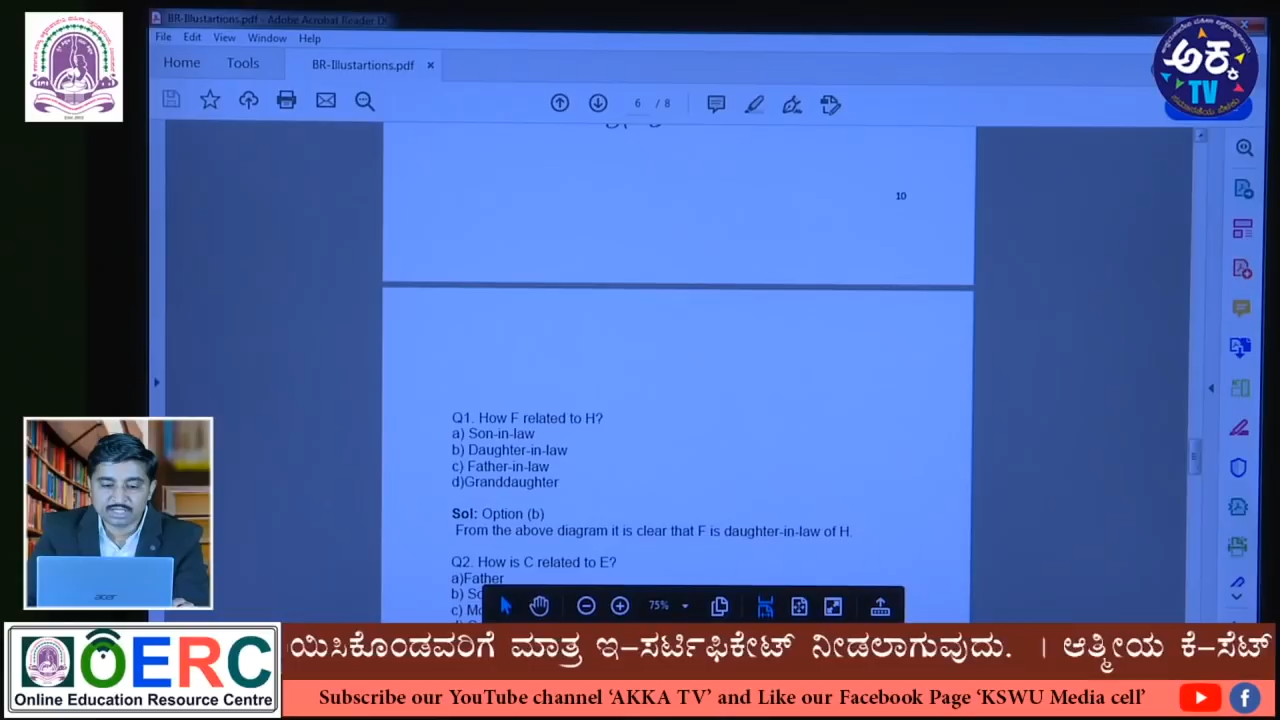 BR-Illustartions.pdf - Adobe Acrobat Reader D
File Edit View Window Help
Home Tools BR-Illustartions.pdf ×
6 / 8
ಅಕ್ಕ
TV
10
Q1. How F related to H?
a) Son-in-law
b) Daughter-in-law
c) Father-in-law
d)Granddaughter
Sol: Option (b)
From the above diagram it is clear that F is daughter-in-law of H.
Q2. How is C related to E?
a)Father
75%
acer
OERC
Online Education Resource Centre
ಯಿಸಿಕೊಂಡವರಿಗೆ ಮಾತ್ರ ಇ-ಸರ್ಟಿಫಿಕೇಟ್ ನೀಡಲಾಗುವುದು. । ಆತ್ಮೀಯ ಕೆ-ಸೆಟ್
Subscribe our YouTube channel ‘AKKA TV’ and Like our Facebook Page ‘KSWU Media cell’